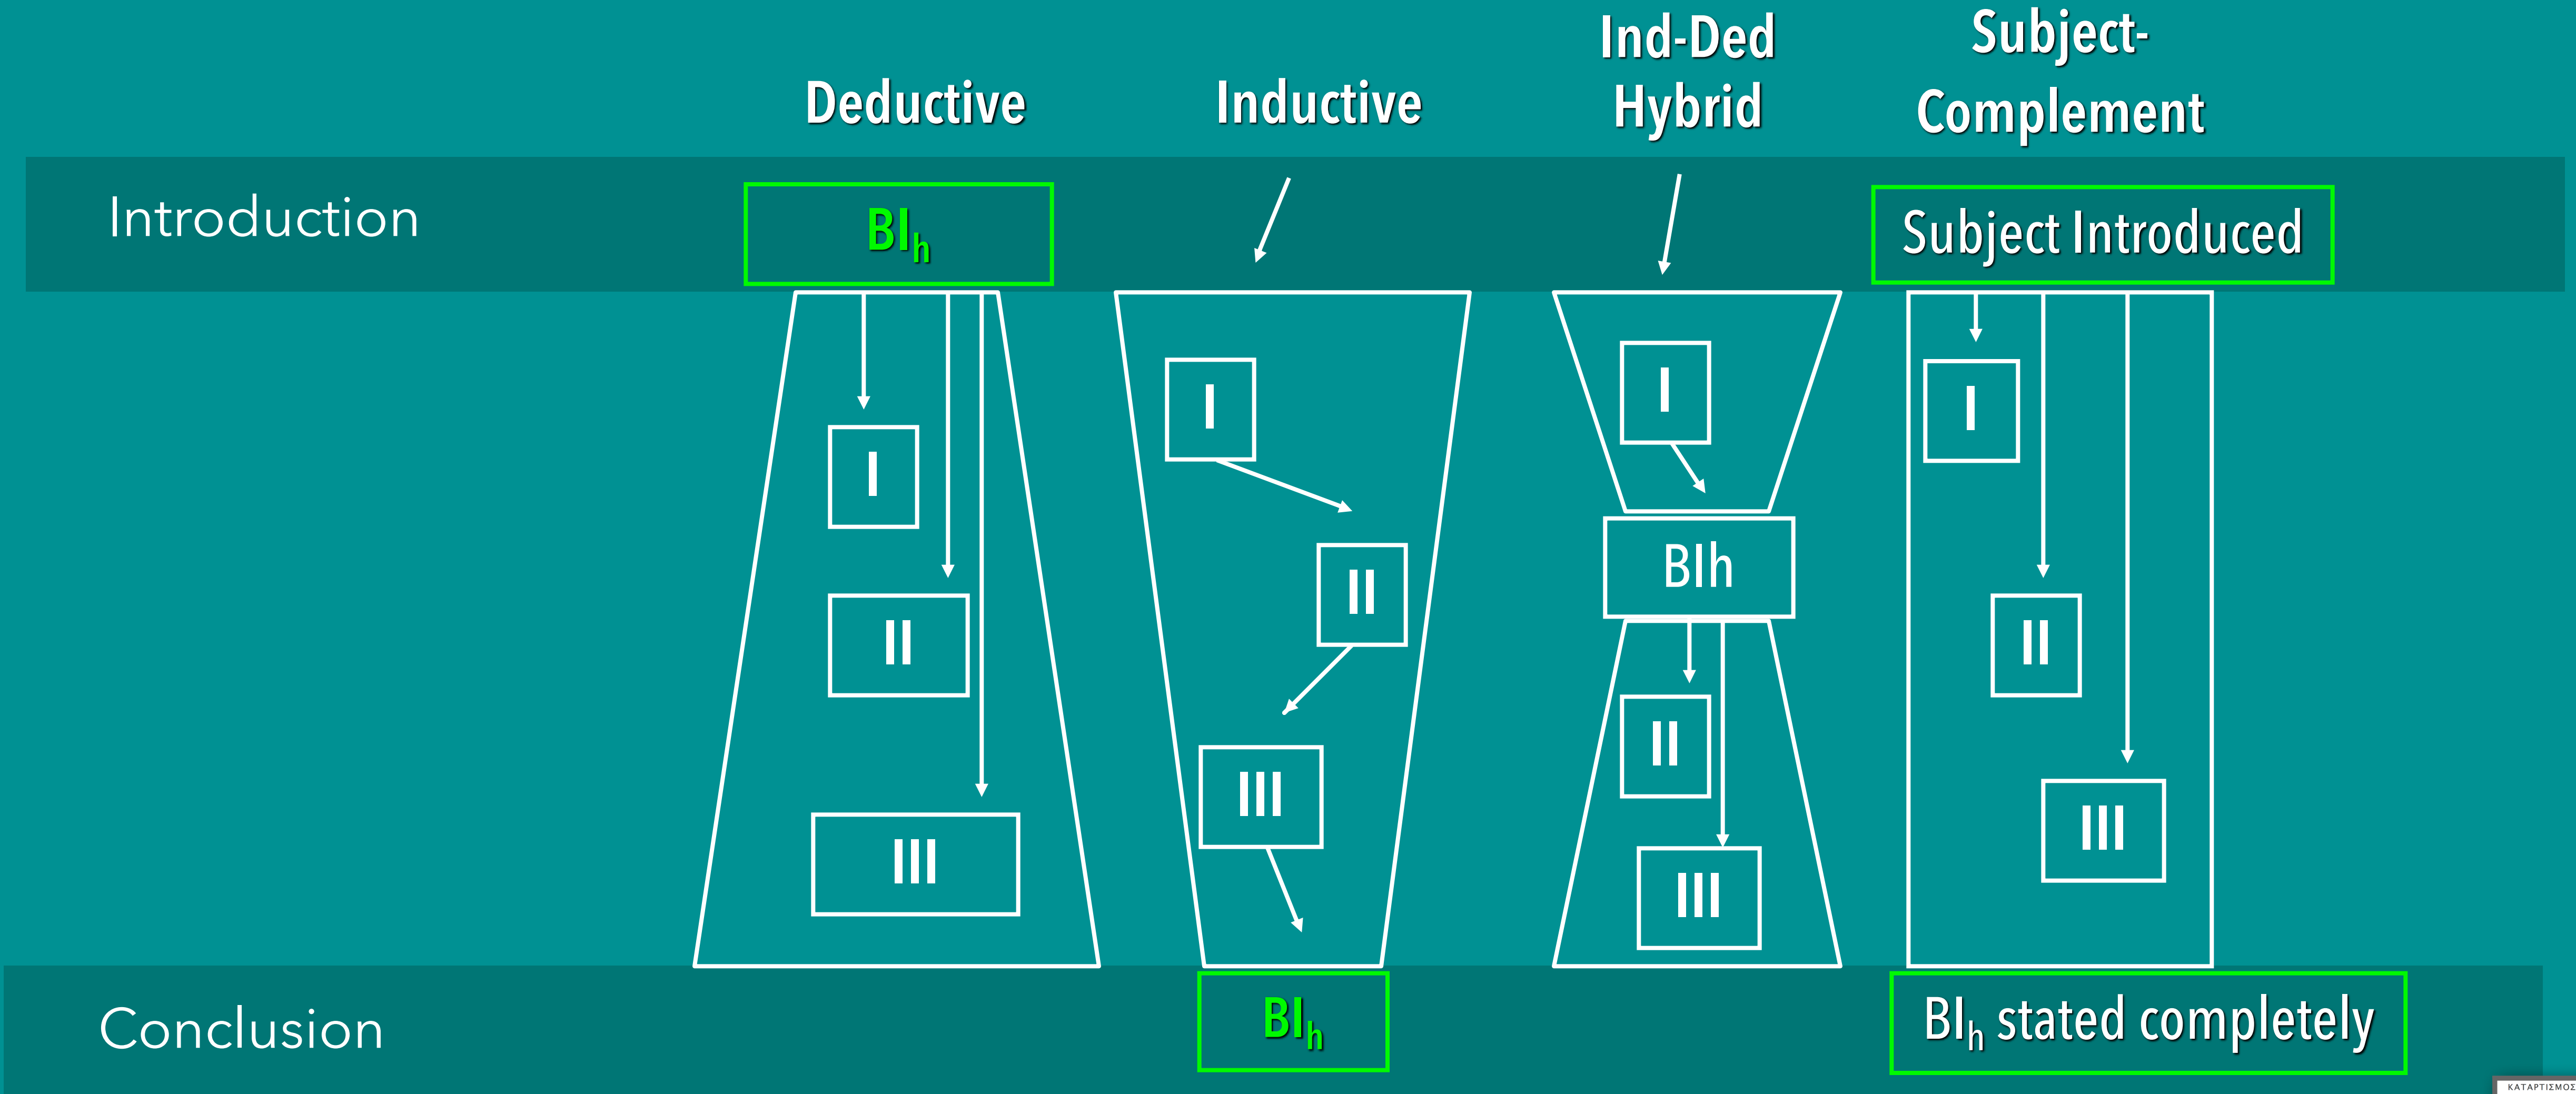 Deductive
Inductive
Ind-Ded
Hybrid
Subject-
Complement
Introduction
BIₕ
Subject Introduced
I
II
III
I
II
III
I
BIh
II
III
I
II
III
Conclusion
BIₕ
BIₕ stated completely
ΚΑΤΑΡΤΙΣΜΟΣ